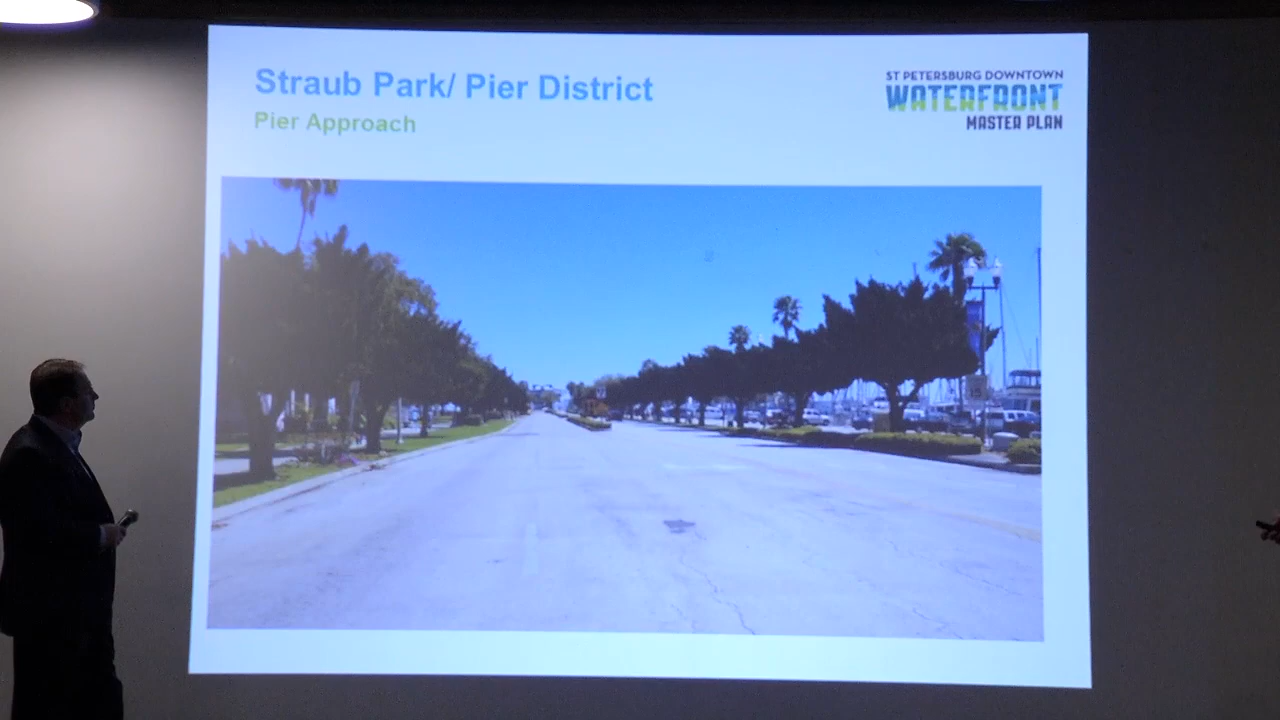 Straub Park/ Pier District
Pier Approach
ST PETERSBURG DOWNTOWN
WATERFRONT
MASTER PLAN